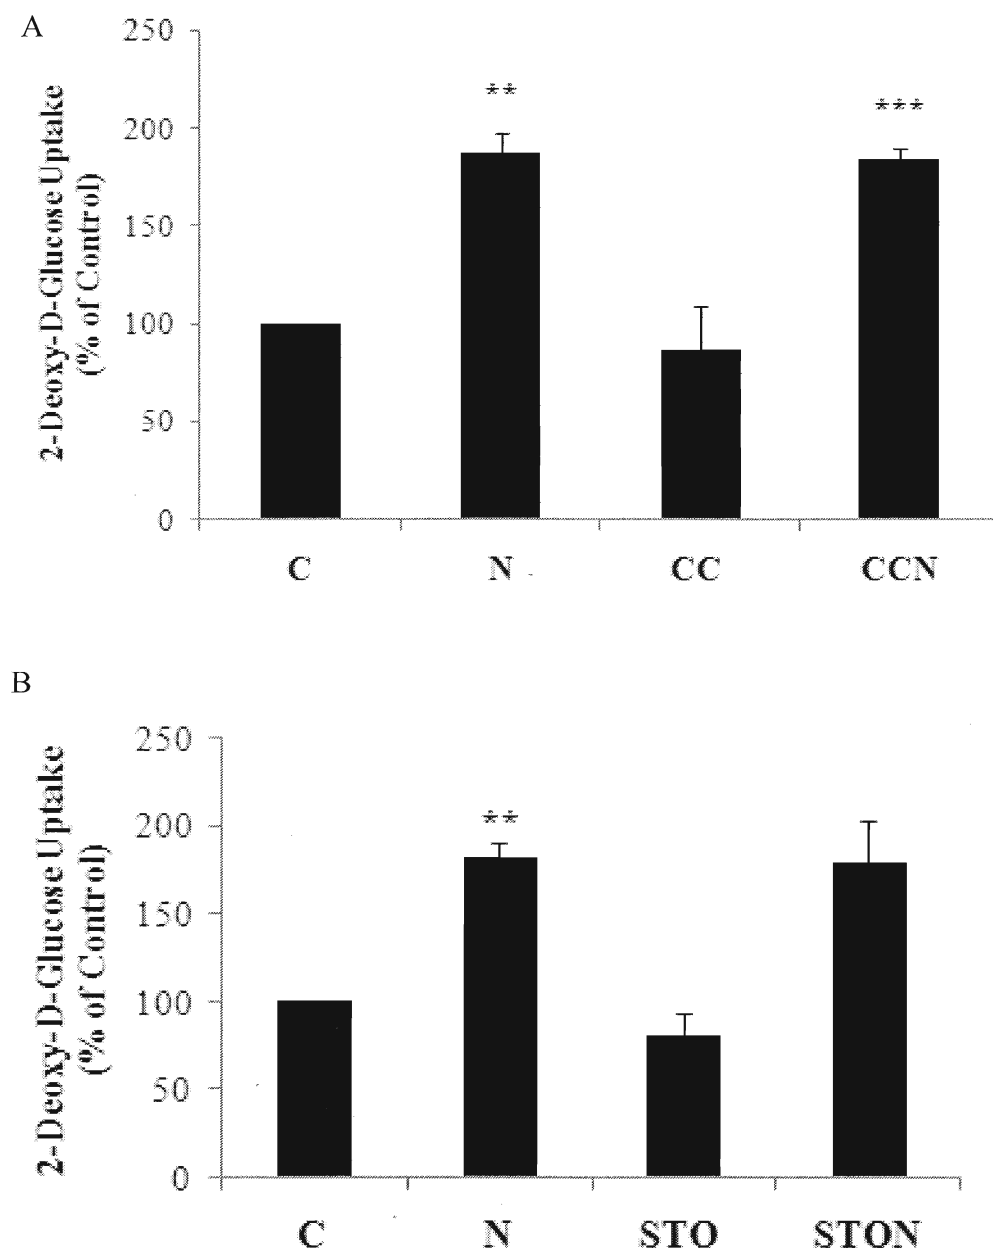 A
250
200
150
100
50
0
2-Deoxy-D-Glucose Uptake
(% of Control)
**
***
C N CC CCN
B
250
200
150
100
50
0
2-Deoxy-D-Glucose Uptake
(% of Control)
**
C N STO STON